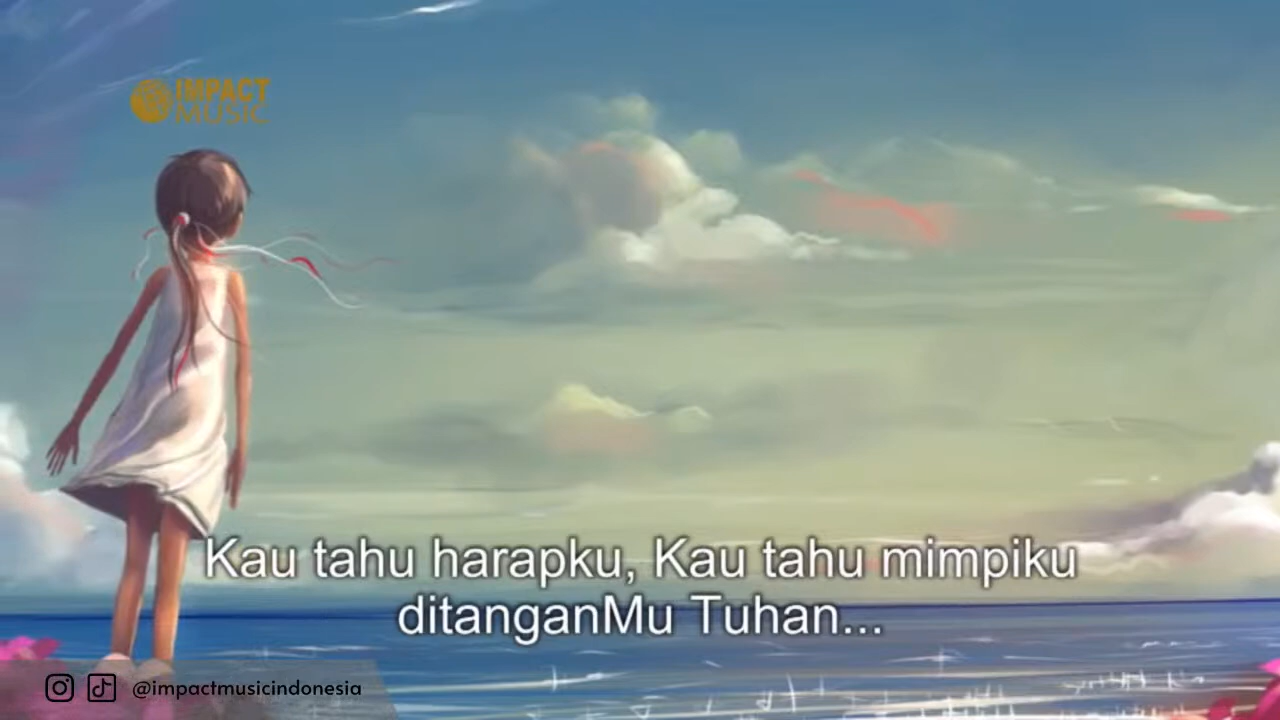 IMPACT
MUSIC
Kau tahu harapku, Kau tahu mimpiku
ditanganMu Tuhan...
@impactmusicindonesia